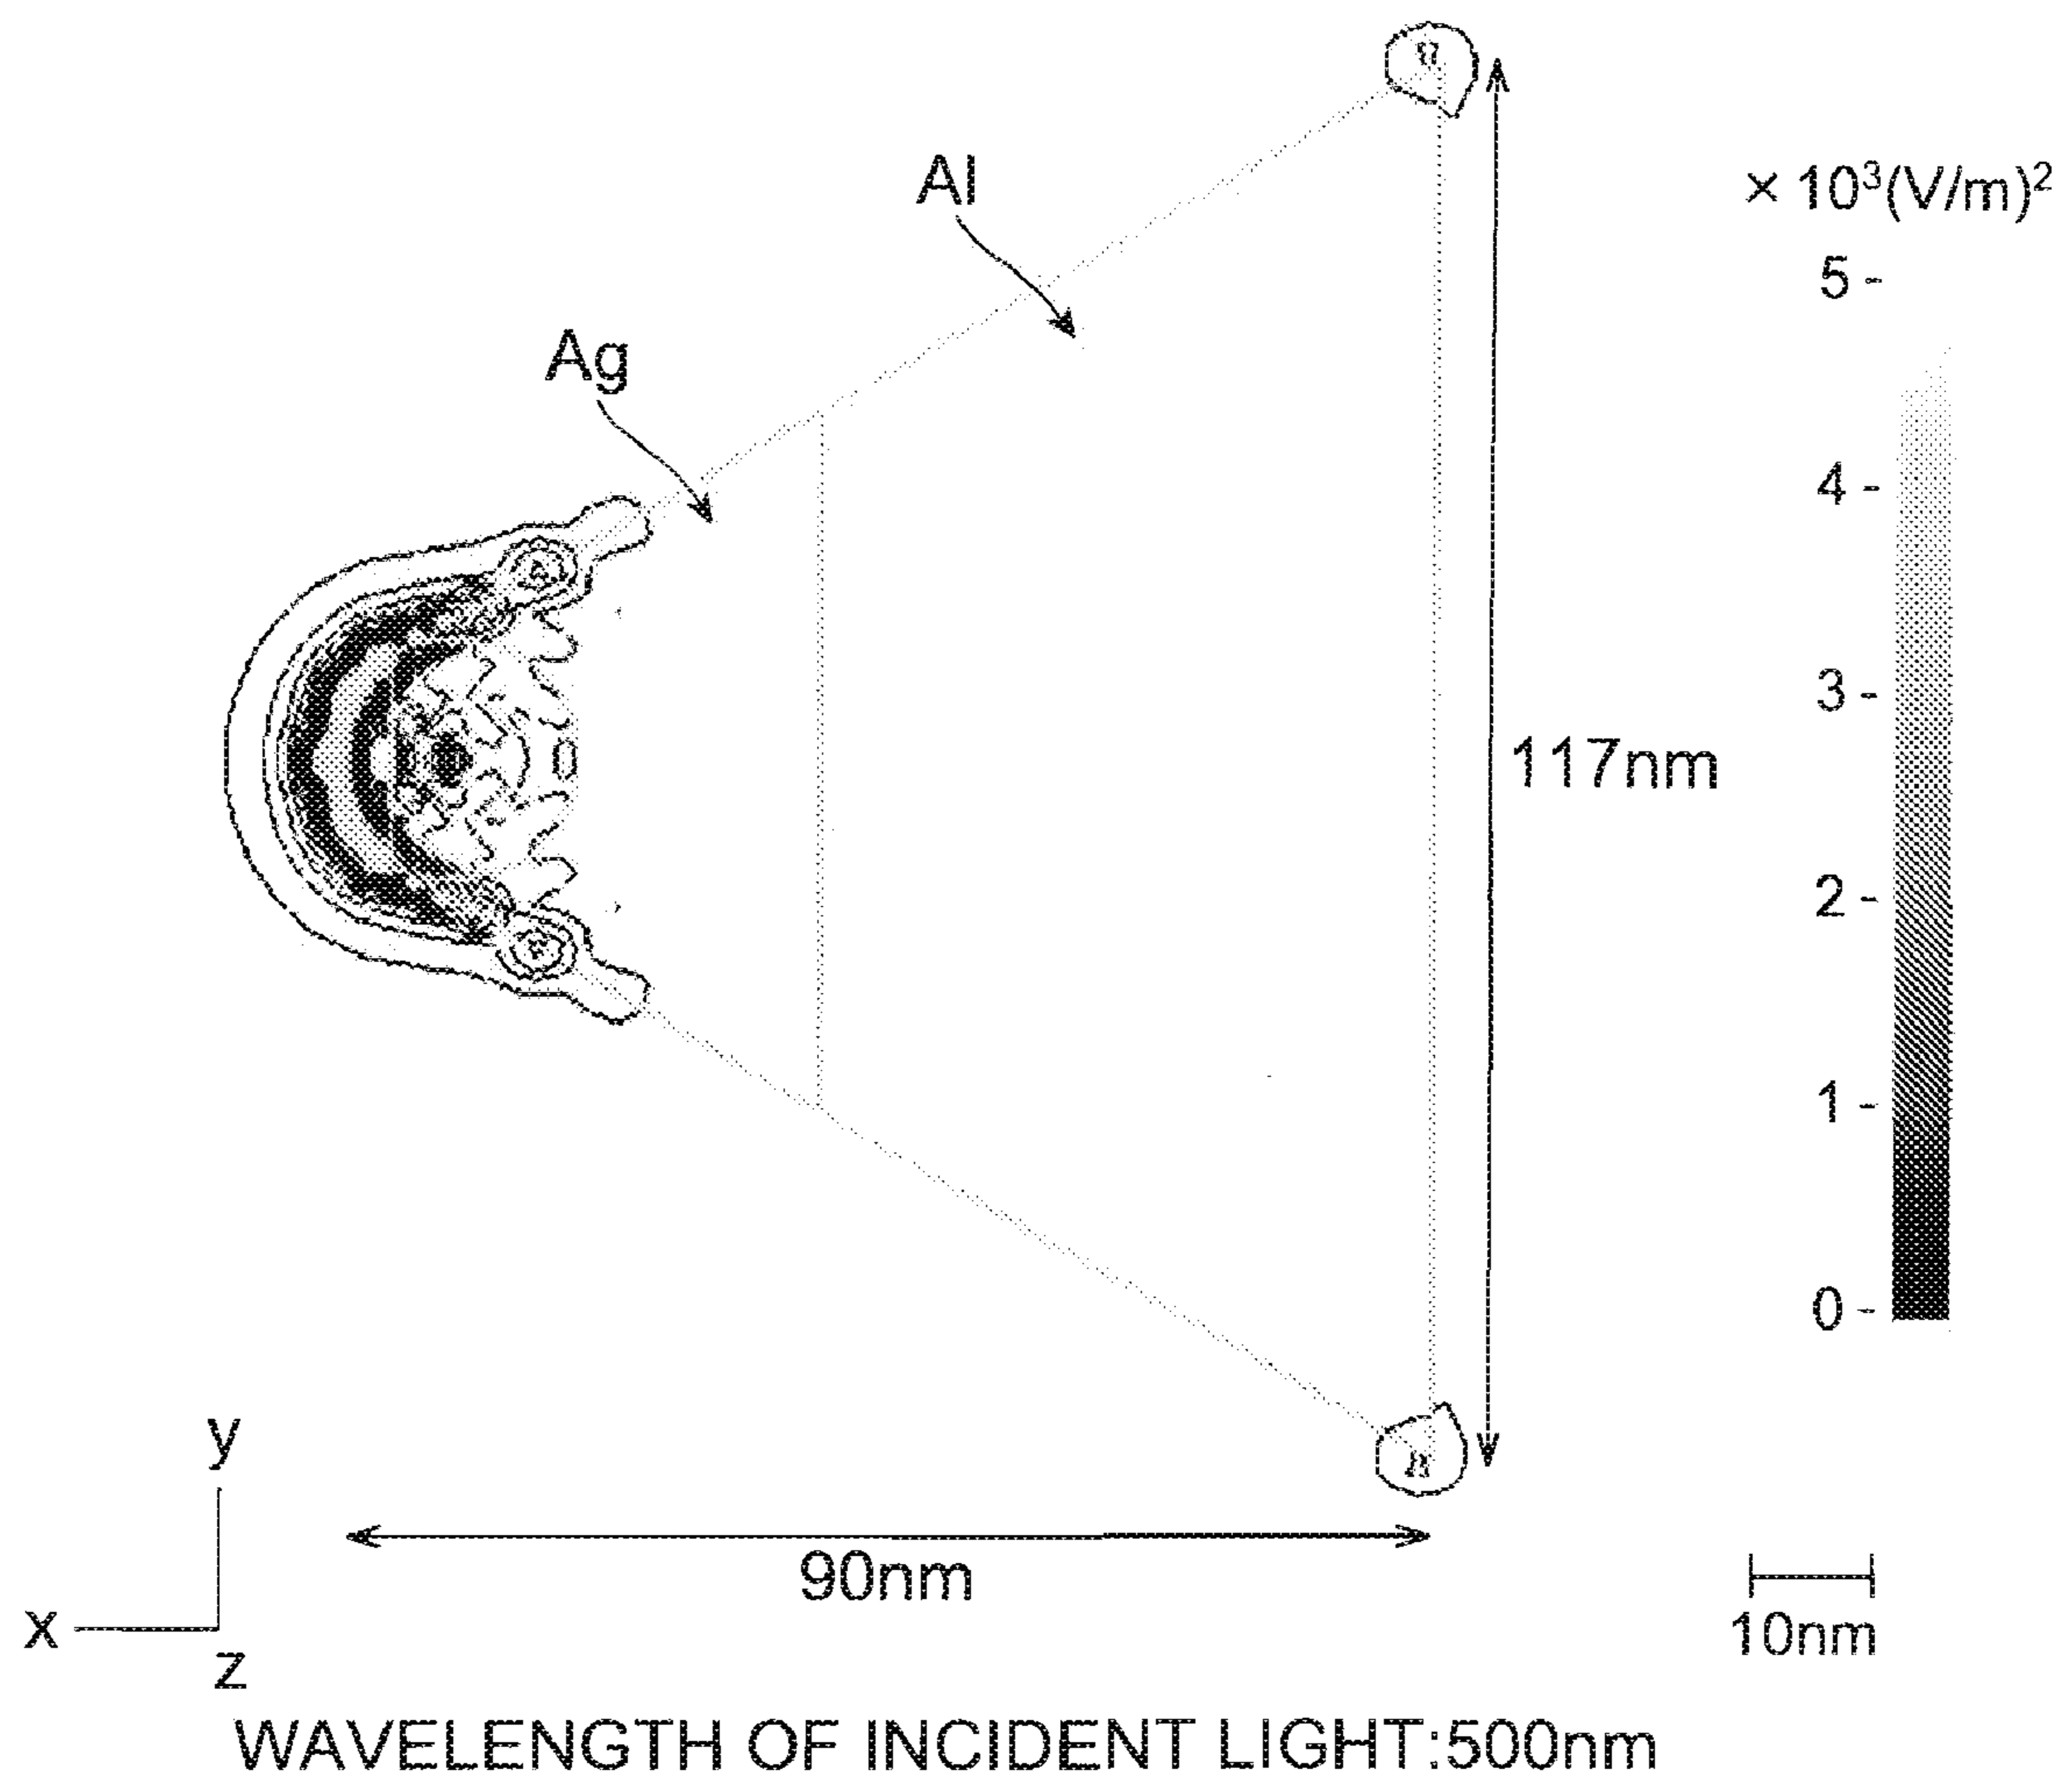 Al
× 10³(V/m)²
5
Ag
4
3
117nm
2
1
0
y
90nm
x
10nm
z
WAVELENGTH OF INCIDENT LIGHT:500nm